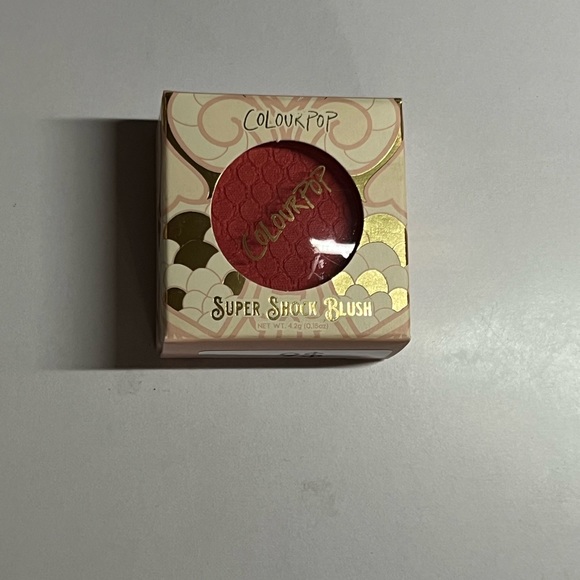 COLOURPOP
COLOURPOP
SUPER SHOCK BLUSH
NET WT. 4.2g (0.15oz)